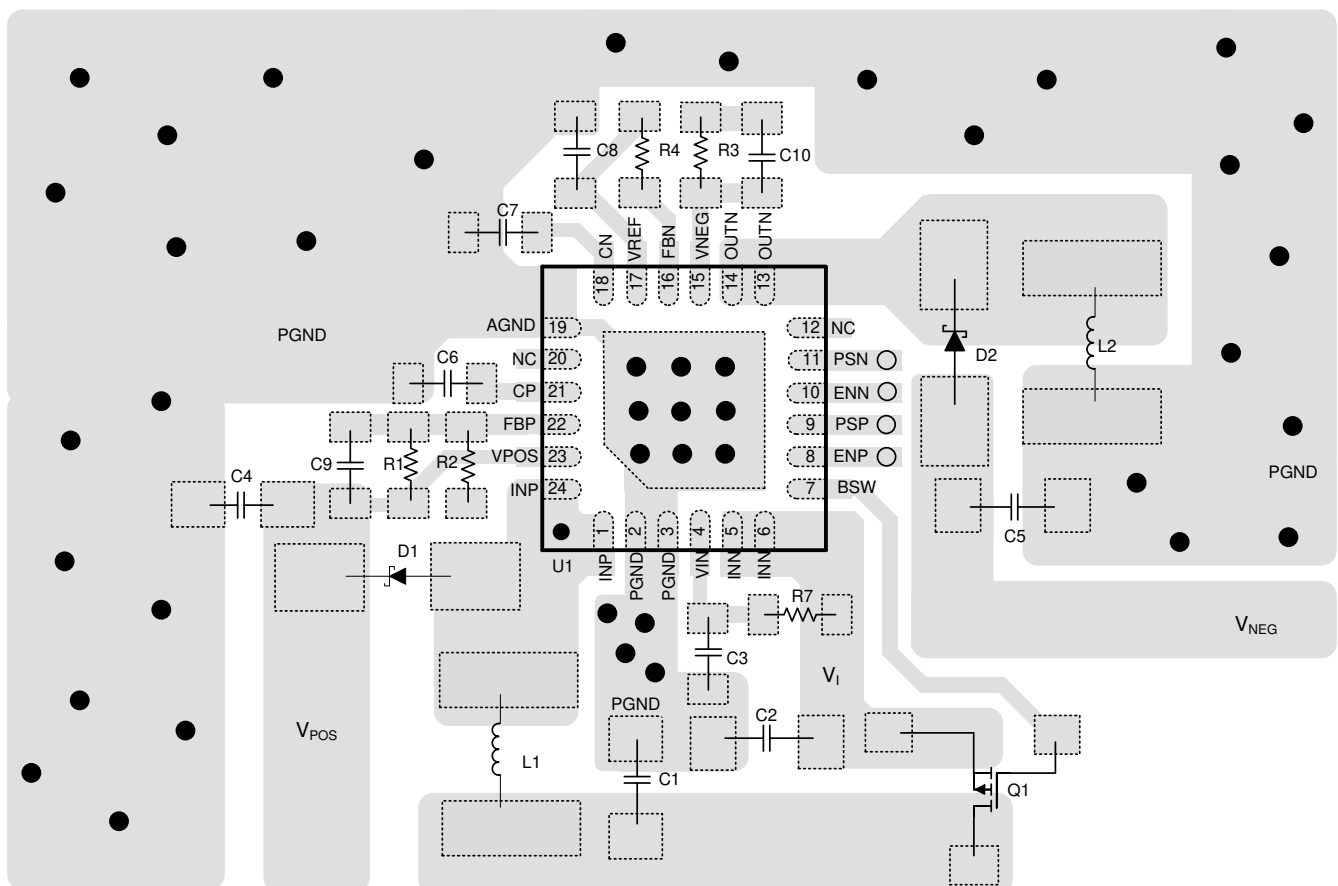 C8
R4
R3
C10
C7
CN
VREF
FBN
VNEG
OUTN
OUTN
18
17
16
15
14
13
PGND
AGND
19
12
NC
C6
NC
20
11
PSN
D2
L2
CP
21
10
ENN
FBP
22
9
PSP
C9
R1
R2
VPOS
23
8
ENP
C4
INP
24
7
BSW
PGND
1
2
3
4
5
6
C5
D1
U1
INP
PGND
PGND
VIN
INN
INN
R7
VNEG
C3
VI
PGND
C2
VPOS
L1
C1
Q1